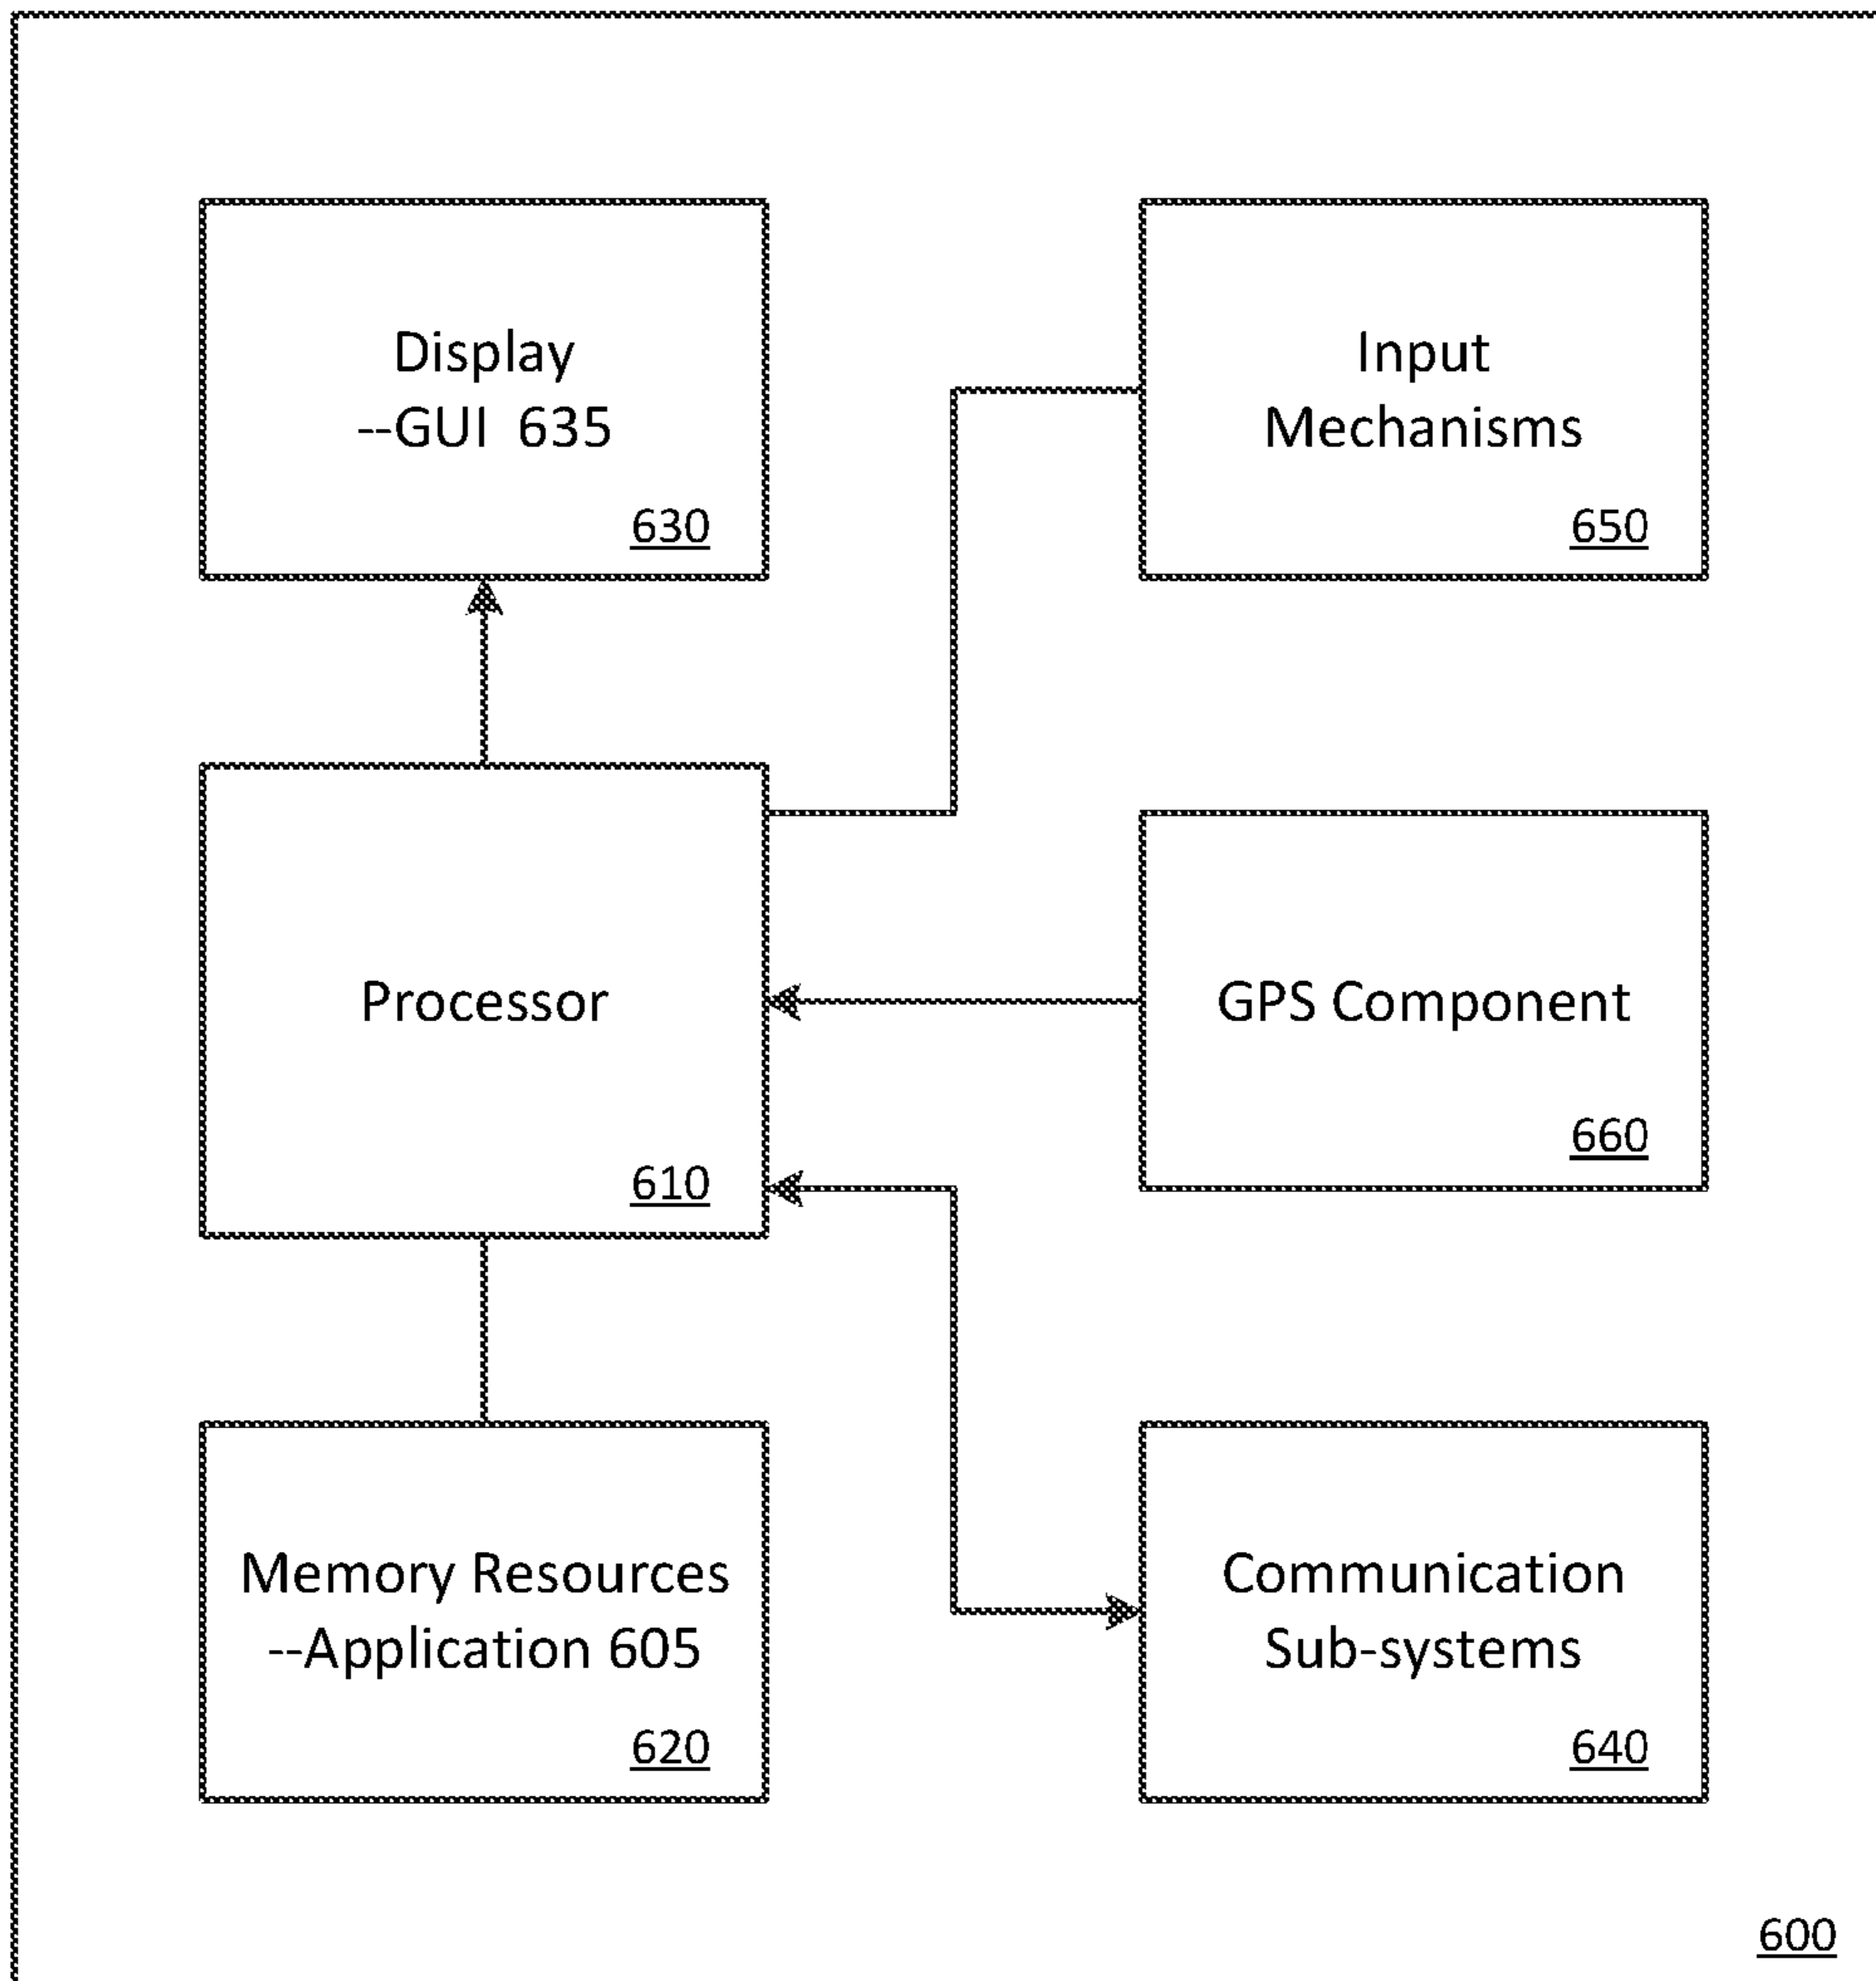 Display
--GUI 635
630
Input
Mechanisms
650
Processor
610
GPS Component
660
Memory Resources
--Application 605
620
Communication
Sub-systems
640
600